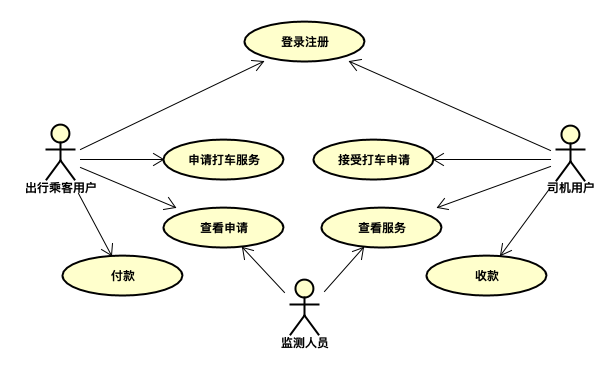 登录注册
申请打车服务
接受打车申请
出行乘客用户
司机用户
查看申请
查看服务
付款
收款
监测人员